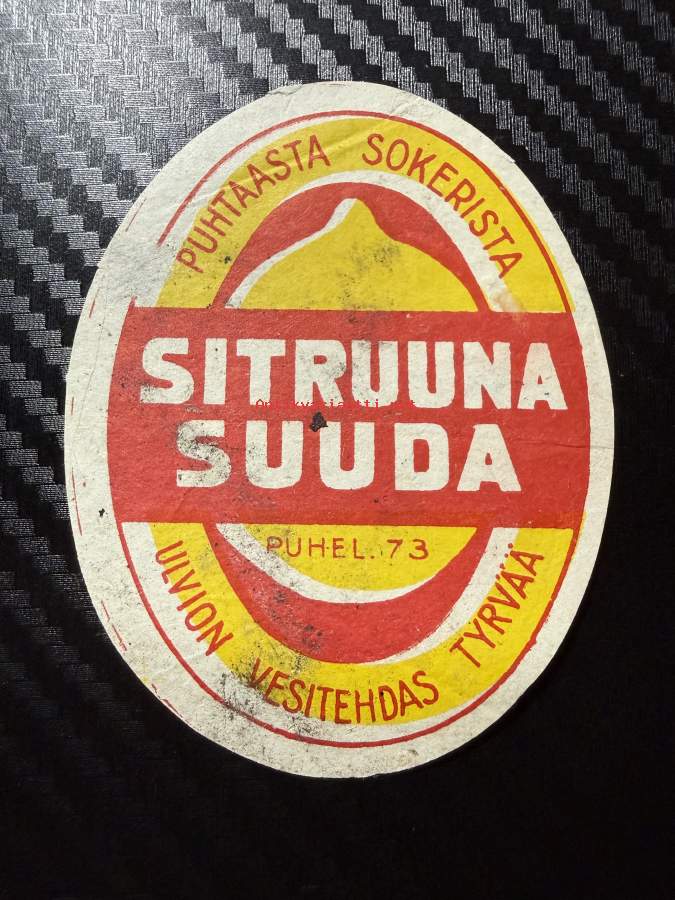 PUHTAASTA SOKERISTA
SITRUUNA
SUUDA
PUHEL. 73
ULVION VESITEHDAS TYRVÄÄ